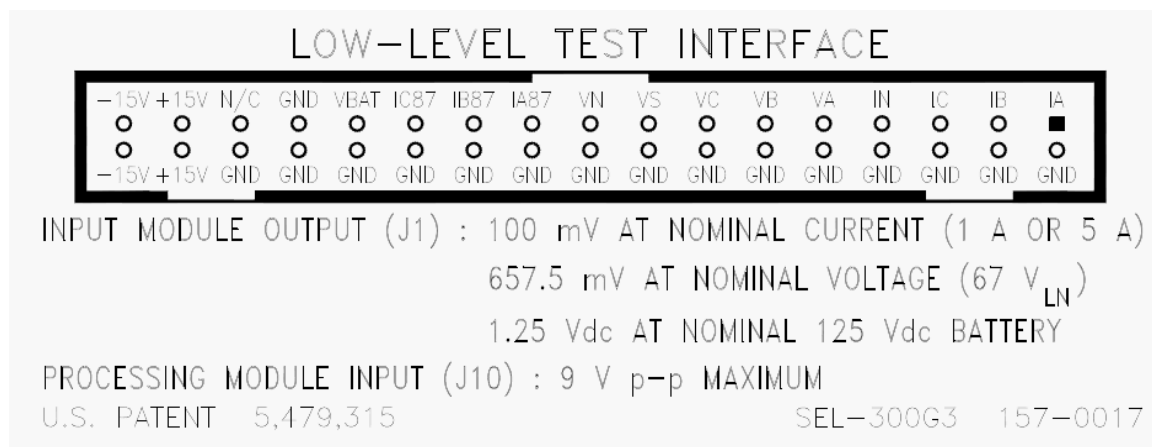 LOW-LEVEL TEST INTERFACE
-15V +15V N/C GND VBAT IC87 IB87 IA87 VN VS VC VB VA IN IC IB IA
-15V +15V GND GND GND GND GND GND GND GND GND GND GND GND GND GND GND
INPUT MODULE OUTPUT (J1) : 100 mV AT NOMINAL CURRENT (1 A OR 5 A)
657.5 mV AT NOMINAL VOLTAGE (67 VLN)
1.25 Vdc AT NOMINAL 125 Vdc BATTERY
PROCESSING MODULE INPUT (J10) : 9 V p-p MAXIMUM
U.S. PATENT 5,479,315 SEL-300G3 157-0017